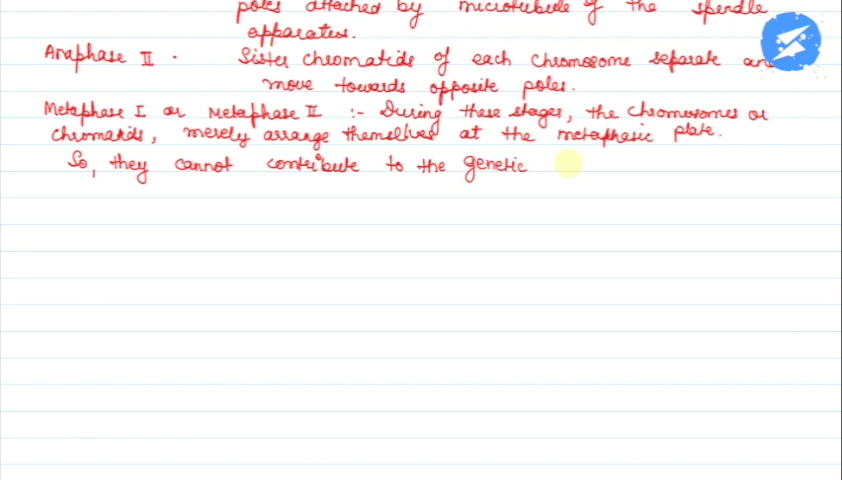 poles attached by microtubule of the spindle
apparatus.
Anaphase II . Sister chromatids of each chromosome separate and
move towards opposite poles.
Metaphase I or Metaphase II :- During these stages, the chromosomes or
chromatids, merely arrange themselves at the metaphasic plate.
So, they cannot contribute to the genetic